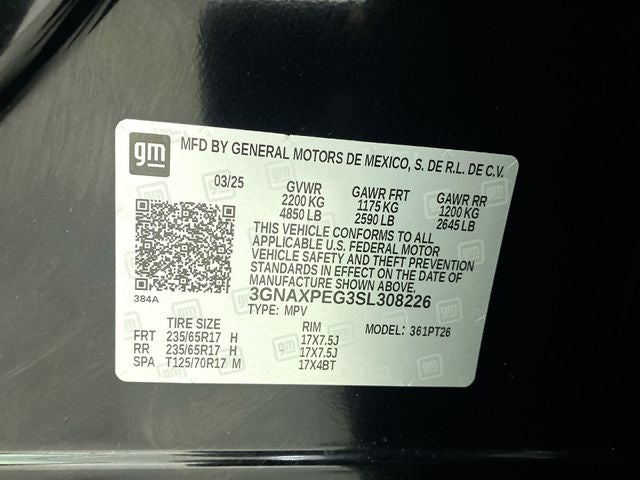 gm MFD BY GENERAL MOTORS DE MEXICO, S. DE R.L. DE C.V.
03/25 GVWR GAWR FRT GAWR RR
2200 KG 1175 KG 1200 KG
4850 LB 2590 LB 2645 LB
THIS VEHICLE CONFORMS TO ALL
APPLICABLE U.S. FEDERAL MOTOR
VEHICLE SAFETY AND THEFT
PREVENTION STANDARDS IN
EFFECT ON THE DATE OF
MANUFACTURE SHOWN ABOVE.
384A 3GNAXPEG3SL308226
TYPE: MPV
TIRE SIZE RIM MODEL: 361PT26
FRT 235/65R17 H 17X7.5J
RR 235/65R17 H 17X7.5J
SPA T125/70R17 M 17X4BT